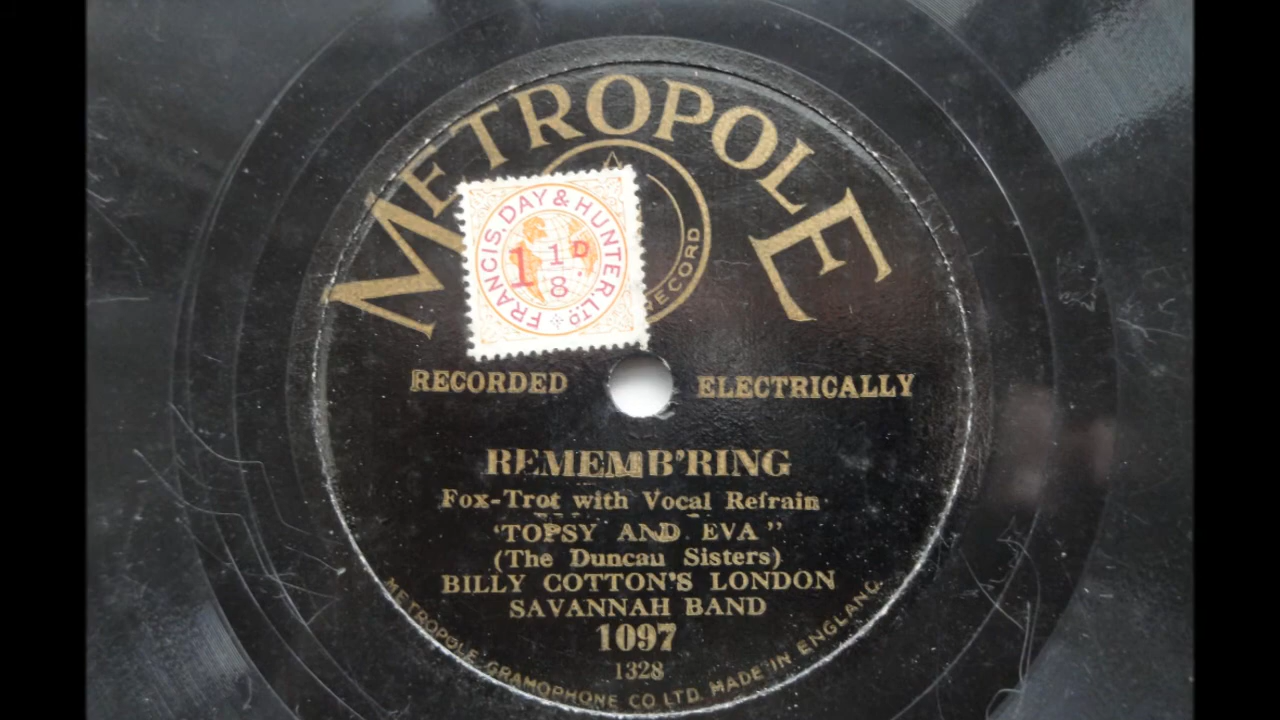 METROPOLE
RECORD
FRANCIS, DAY & HUNTER, LTD
1 1/8 D.
RECORDED ELECTRICALLY
REMEMB'RING
Fox-Trot with Vocal Refrain
"TOPSY AND EVA"
(The Duncan Sisters)
BILLY COTTON'S LONDON
SAVANNAH BAND
1097
1328
METROPOLE GRAMOPHONE CO LTD. MADE IN ENGLAND.